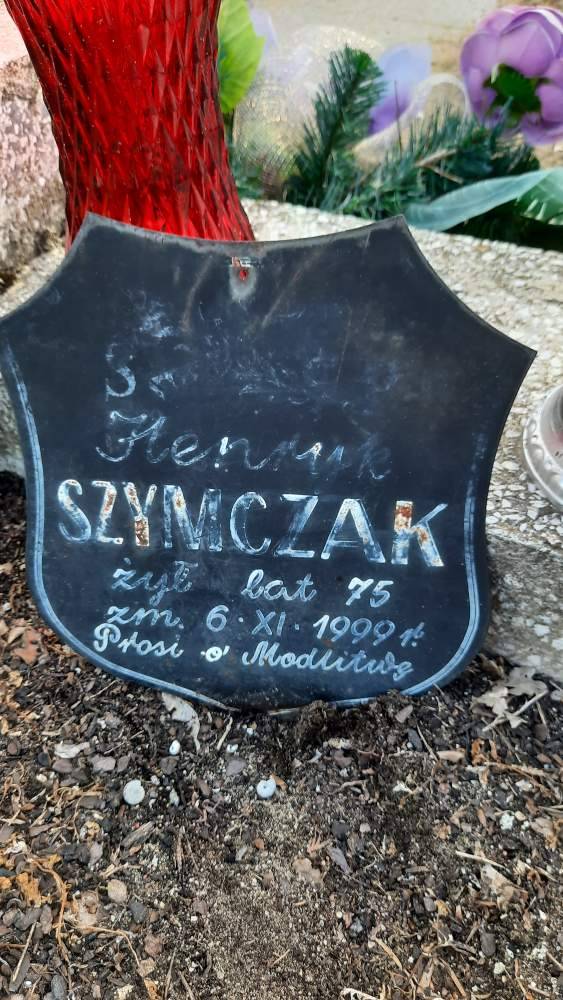 Henryk
SZYMCZAK
żył lat 75
zm. 6·XI·1999 r.
Prosi o Modlitwę